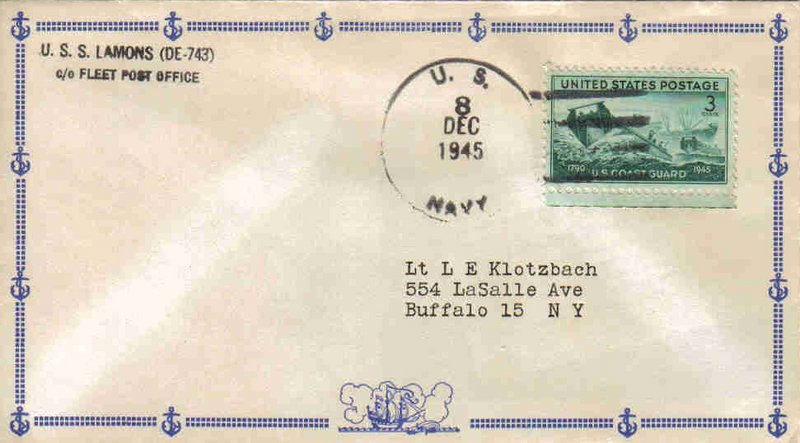 U. S. S. LAMONS (DE-743)
c/o FLEET POST OFFICE
U. S.
8
DEC
1945
NAVY
UNITED STATES POSTAGE
3
CENTS
1790 U.S. COAST GUARD 1945
Lt L E Klotzbach
554 LaSalle Ave
Buffalo 15 N Y